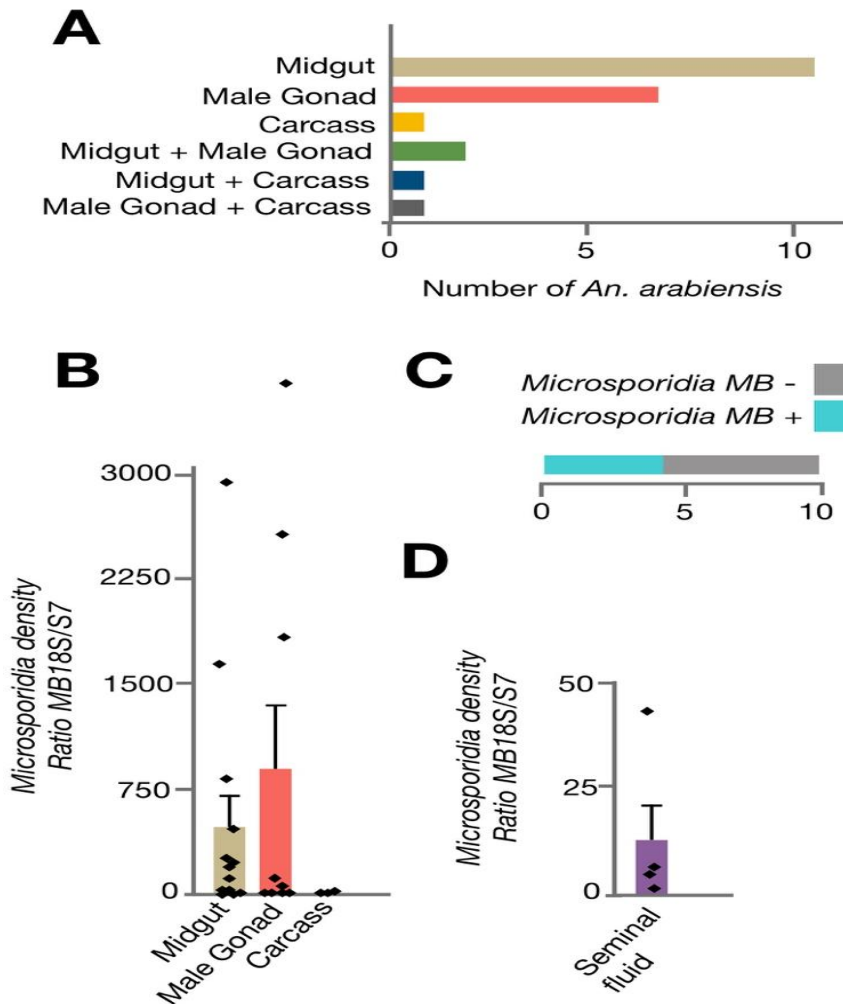 A
Midgut
Male Gonad
Carcass
Midgut + Male Gonad
Midgut + Carcass
Male Gonad + Carcass
0 5 10
Number of An. arabiensis
B
Microsporidia density
Ratio MB18S/S7
3000
2250
1500
750
0
Midgut
Male Gonad
Carcass
C
Microsporidia MB -
Microsporidia MB +
0 5 10
D
Microsporidia density
Ratio MB18S/S7
50
25
0
Seminal
fluid